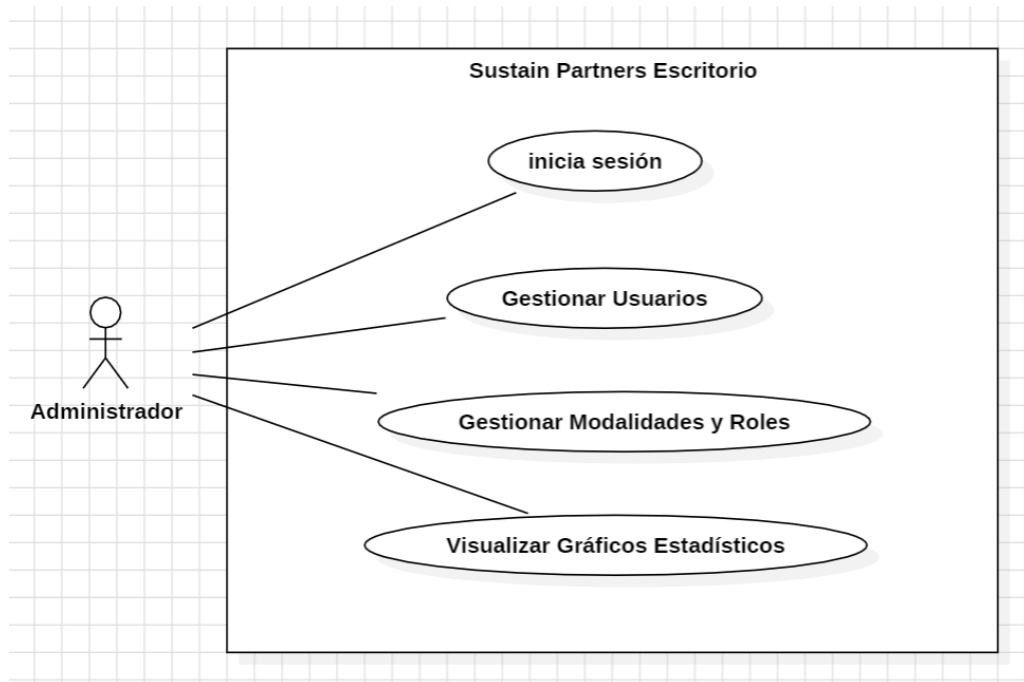 Sustain Partners Escritorio
inicia sesión
Gestionar Usuarios
Administrador
Gestionar Modalidades y Roles
Visualizar Gráficos Estadísticos